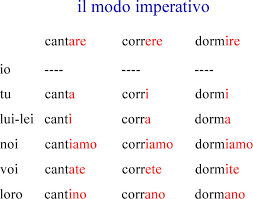 il modo imperativo
cantare correre dormire
io ---- ---- ----
tu canta corri dormi
lui-lei canti corra dorma
noi cantiamo corriamo dormiamo
voi cantate correte dormite
loro cantino corrano dormano